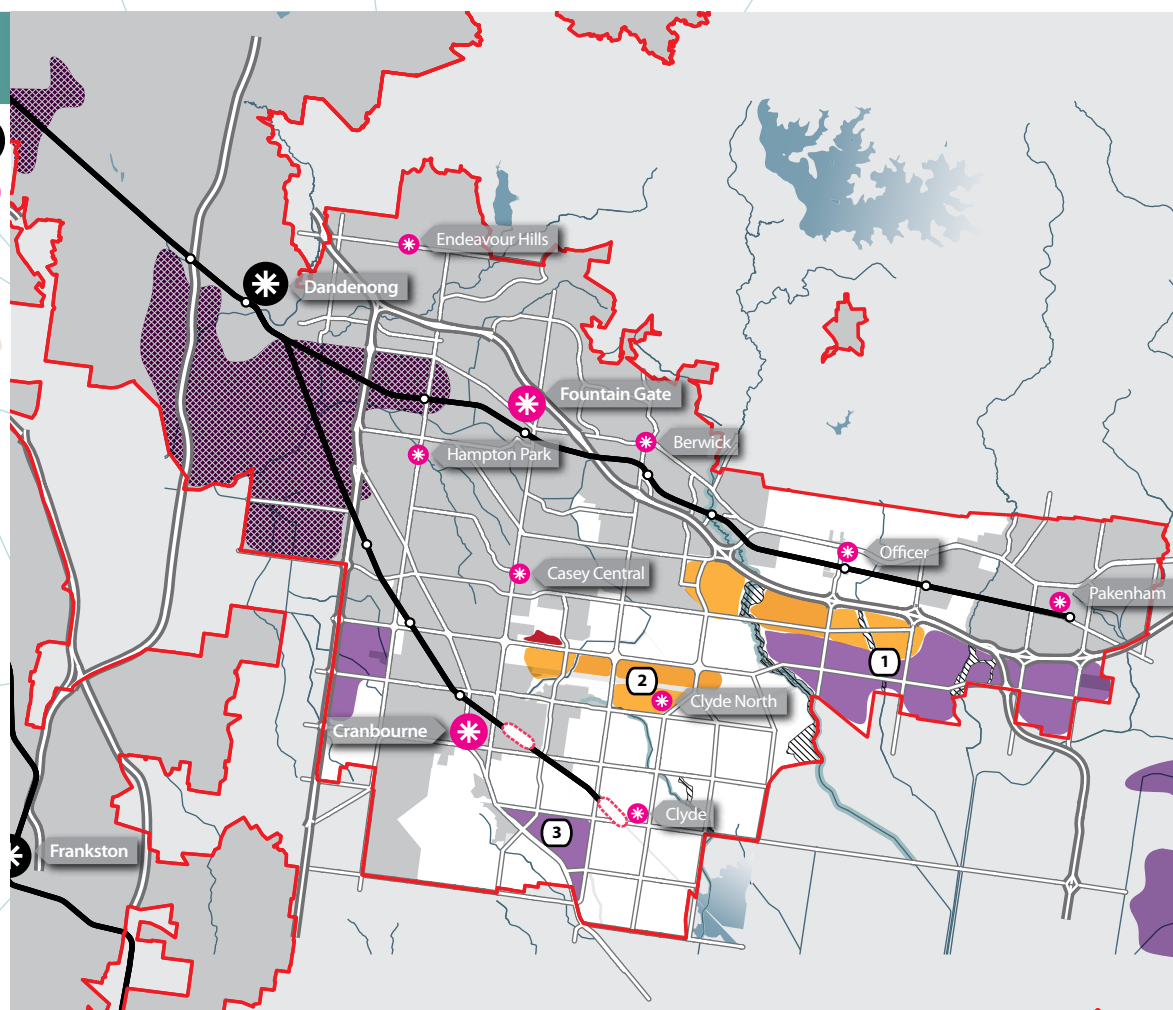 Endeavour Hills
Dandenong
Fountain Gate
Berwick
Hampton Park
Officer
Casey Central
Pakenham
1
2
Clyde North
Cranbourne
Clyde
3
Frankston